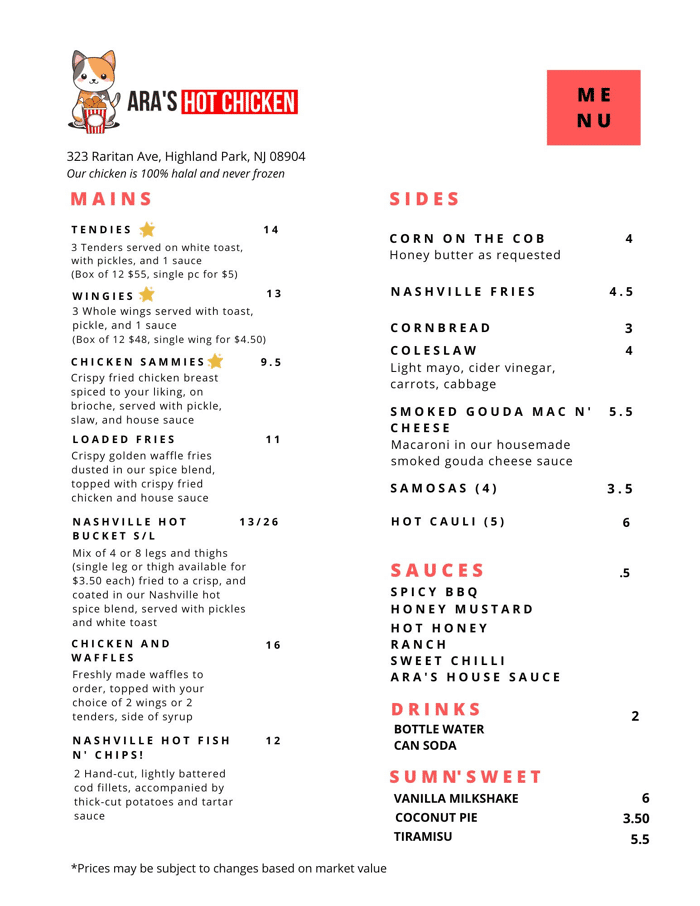 ARA'S HOT CHICKEN
ME
NU
323 Raritan Ave, Highland Park, NJ 08904
Our chicken is 100% halal and never frozen
MAINS
TENDIES 14
3 Tenders served on white toast,
with pickles, and 1 sauce
(Box of 12 $55, single pc for $5)
WINGIES 13
3 Whole wings served with toast,
pickle, and 1 sauce
(Box of 12 $48, single wing for $4.50)
CHICKEN SAMMIES 9.5
Crispy fried chicken breast
spiced to your liking, on
brioche, served with pickle,
slaw, and house sauce
LOADED FRIES 11
Crispy golden waffle fries
dusted in our spice blend,
topped with crispy fried
chicken and house sauce
NASHVILLE HOT 13/26
BUCKET S/L
Mix of 4 or 8 legs and thighs
(single leg or thigh available for
$3.50 each) fried to a crisp, and
coated in our Nashville hot
spice blend, served with pickles
and white toast
CHICKEN AND 16
WAFFLES
Freshly made waffles to
order, topped with your
choice of 2 wings or 2
tenders, side of syrup
NASHVILLE HOT FISH 12
N' CHIPS!
2 Hand-cut, lightly battered
cod fillets, accompanied by
thick-cut potatoes and tartar
sauce
SIDES
CORN ON THE COB 4
Honey butter as requested
NASHVILLE FRIES 4.5
CORNBREAD 3
COLESLAW 4
Light mayo, cider vinegar,
carrots, cabbage
SMOKED GOUDA MAC N' 5.5
CHEESE
Macaroni in our housemade
smoked gouda cheese sauce
SAMOSAS (4) 3.5
HOT CAULI (5) 6
SAUCES .5
SPICY BBQ
HONEY MUSTARD
HOT HONEY
RANCH
SWEET CHILLI
ARA'S HOUSE SAUCE
DRINKS 2
BOTTLE WATER
CAN SODA
SUM N' SWEET
VANILLA MILKSHAKE 6
COCONUT PIE 3.50
TIRAMISU 5.5
*Prices may be subject to changes based on market value